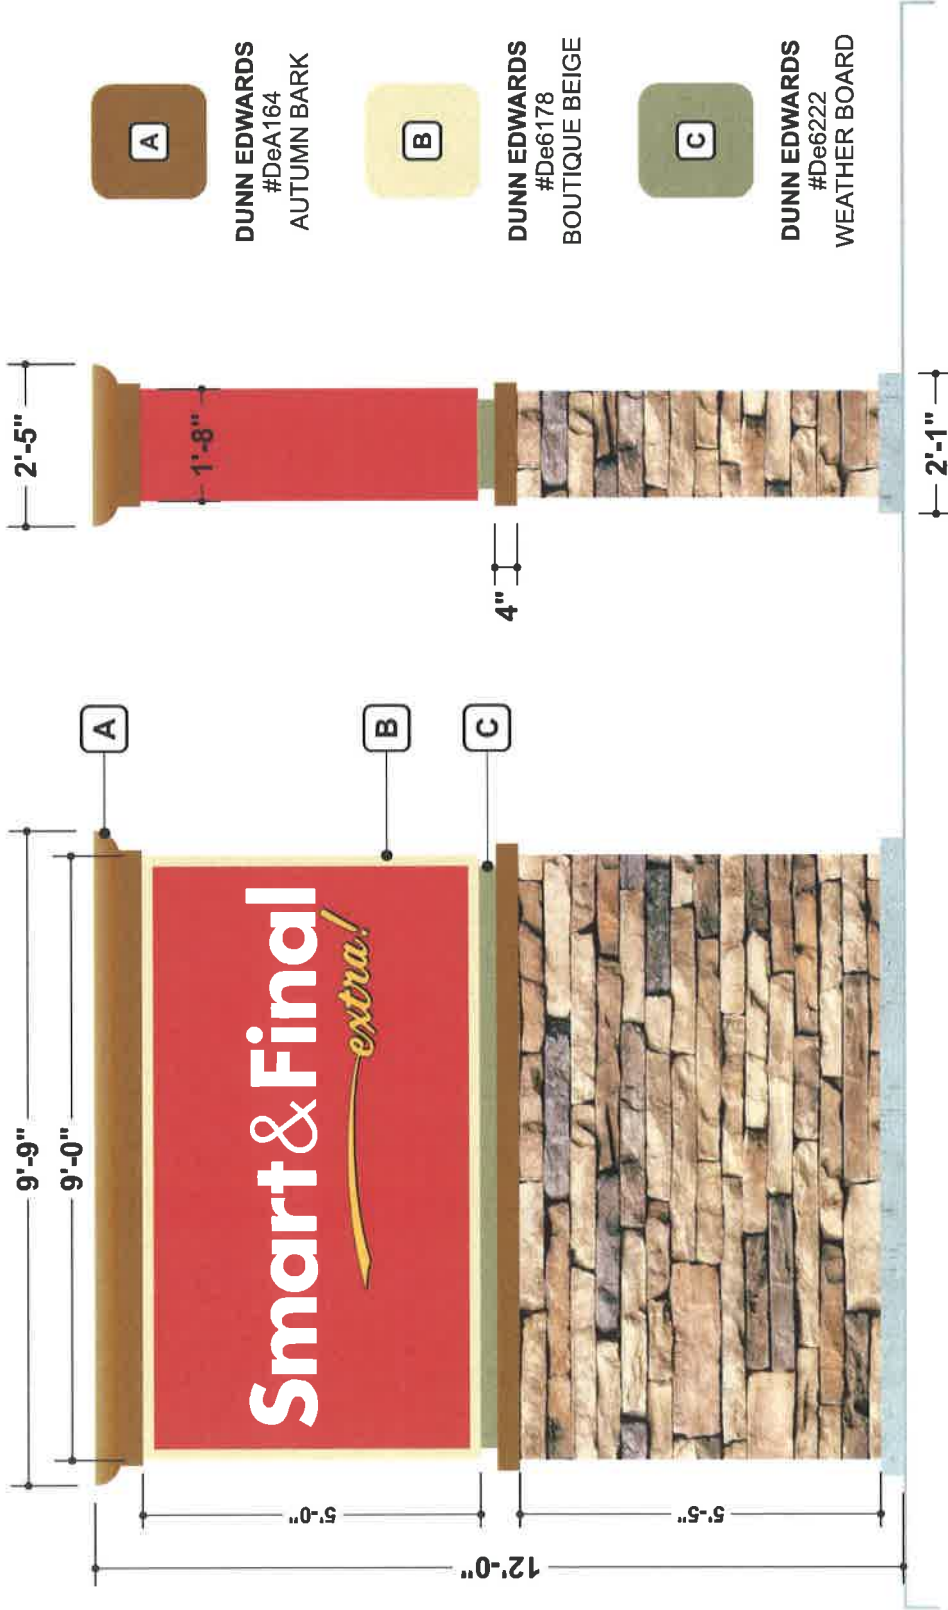 9'-9"
9'-0"
2'-5"
A
B
C
Smart&Final
extra!
1'-8"
4"
5'-0"
5'-5"
12'-0"
2'-1"
A
DUNN EDWARDS
#DeA164
AUTUMN BARK
B
DUNN EDWARDS
#De6178
BOUTIQUE BEIGE
C
DUNN EDWARDS
#De6222
WEATHER BOARD